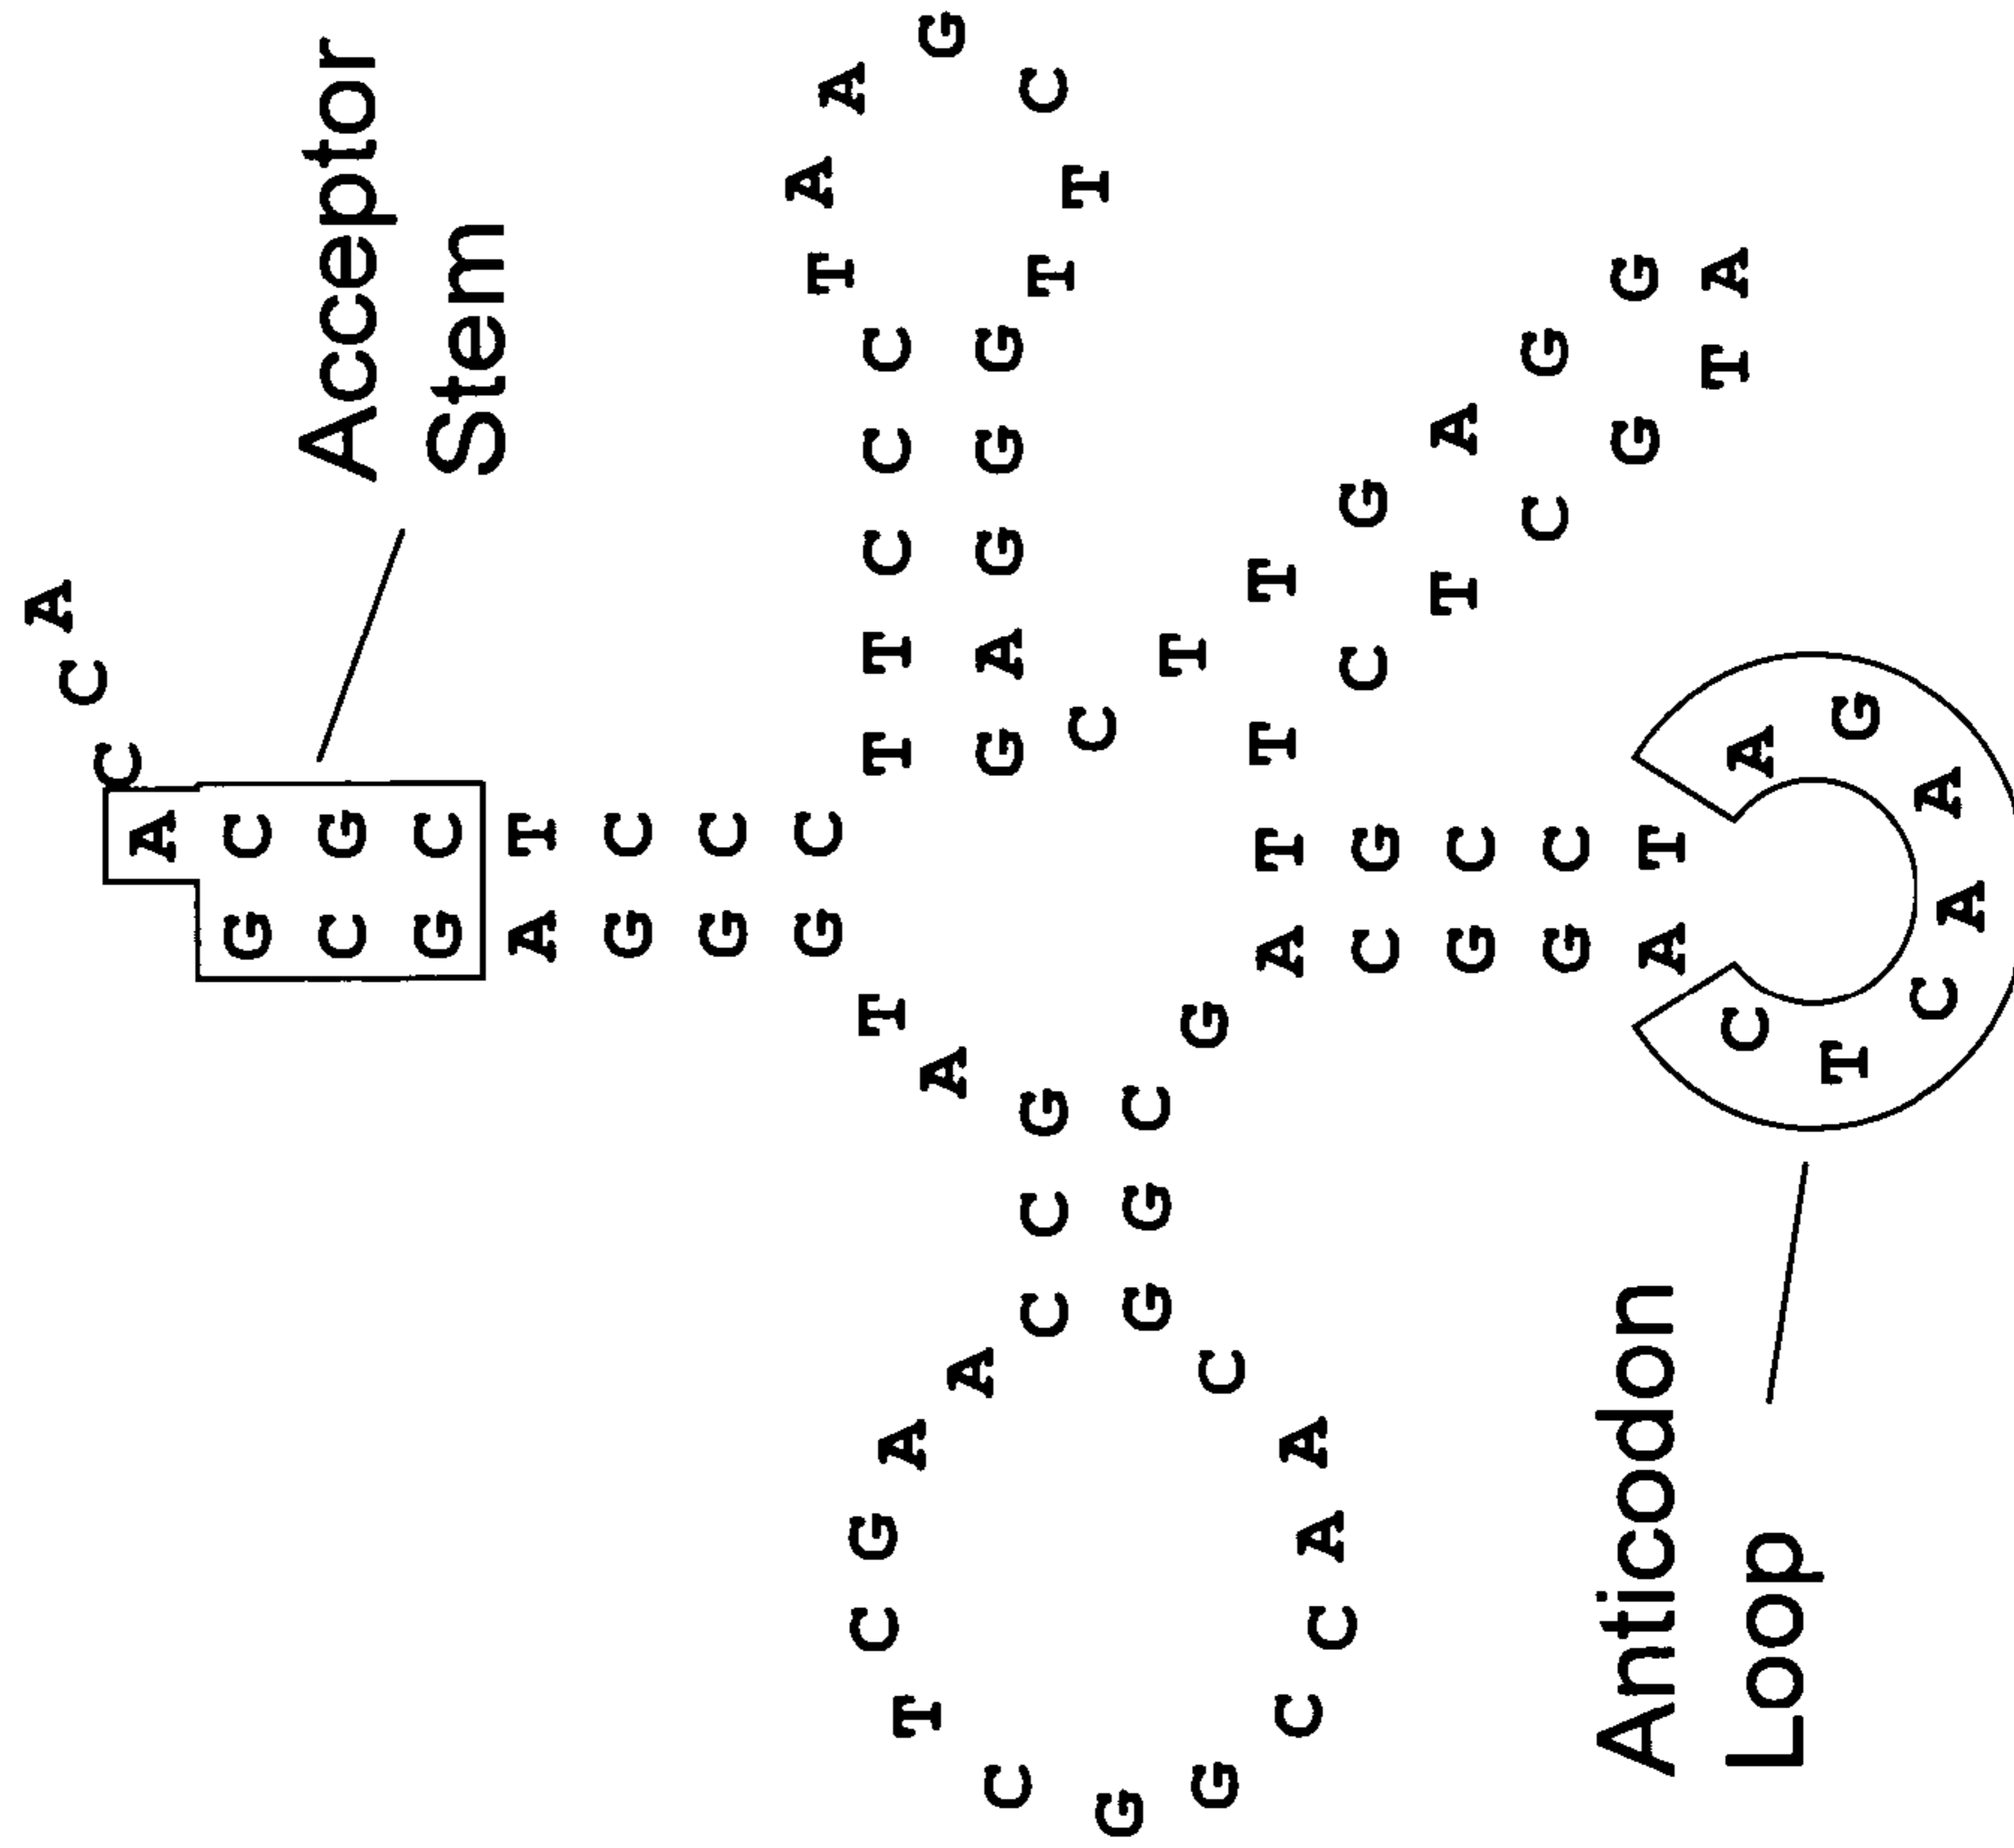 A
C
C
A
G C
C G Acceptor
G C Stem
A T
G C
G C
G C
T A A
C G T T T C C C
T A
A A G
C G A G G G
C C G T C
C T
G G G C
G C G T
C A A T T T
C A C G C G
G C T A
G C C G
Anticodon A T G G
Loop C A T A
T G
C A
A